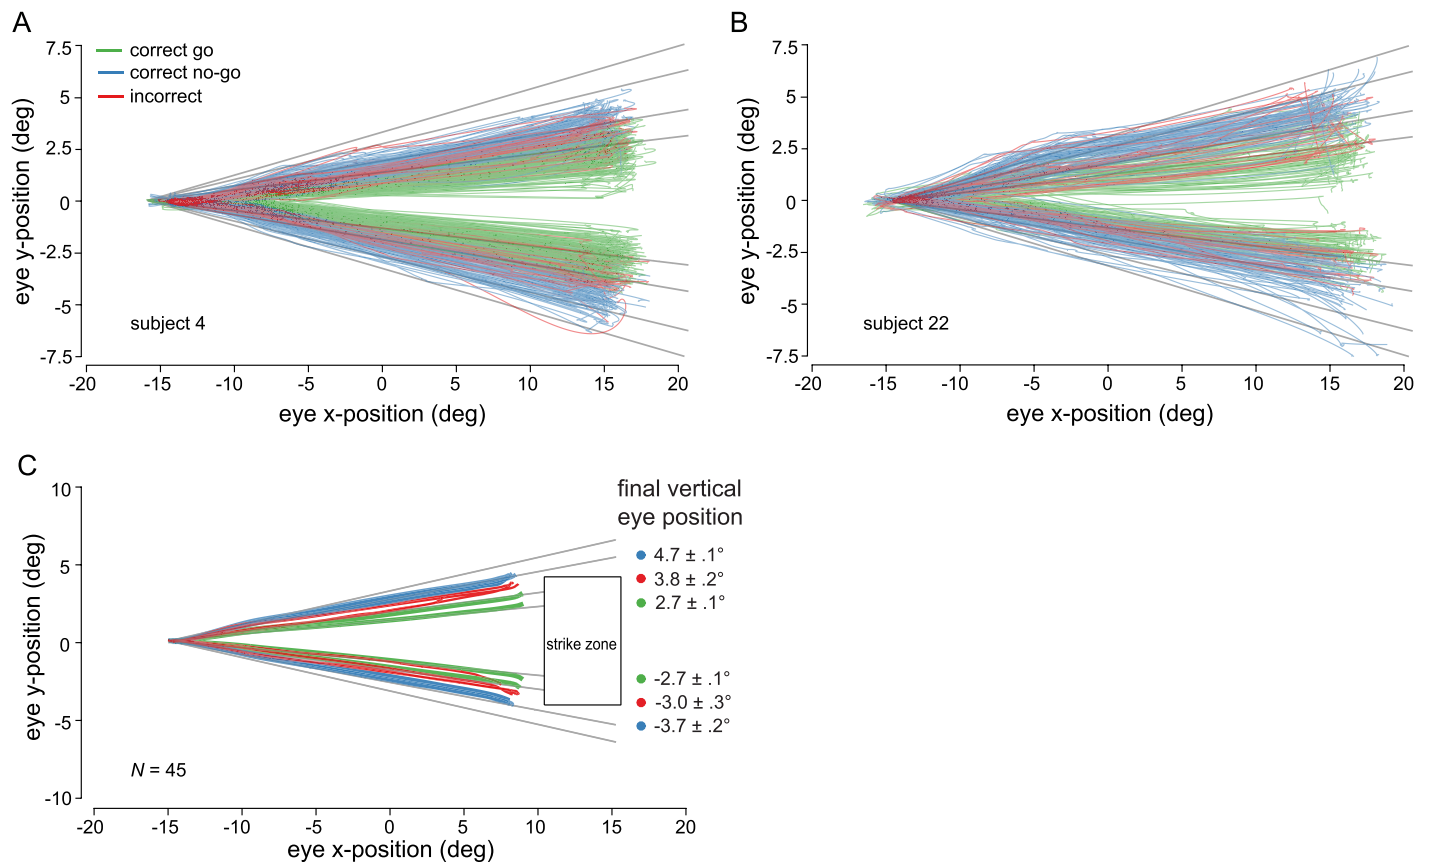 A
correct go
correct no-go
incorrect
7.5
5
2.5
0
-2.5
-5
-7.5
eye y-position (deg)
subject 4
-20
-15
-10
-5
0
5
10
15
20
eye x-position (deg)
B
7.5
5
2.5
0
-2.5
-5
-7.5
eye y-position (deg)
subject 22
-20
-15
-10
-5
0
5
10
15
20
eye x-position (deg)
C
10
5
0
-5
-10
eye y-position (deg)
final vertical
eye position
4.7 ± .1°
3.8 ± .2°
2.7 ± .1°
strike zone
-2.7 ± .1°
-3.0 ± .3°
-3.7 ± .2°
N = 45
-20
-15
-10
-5
0
5
10
15
20
eye x-position (deg)